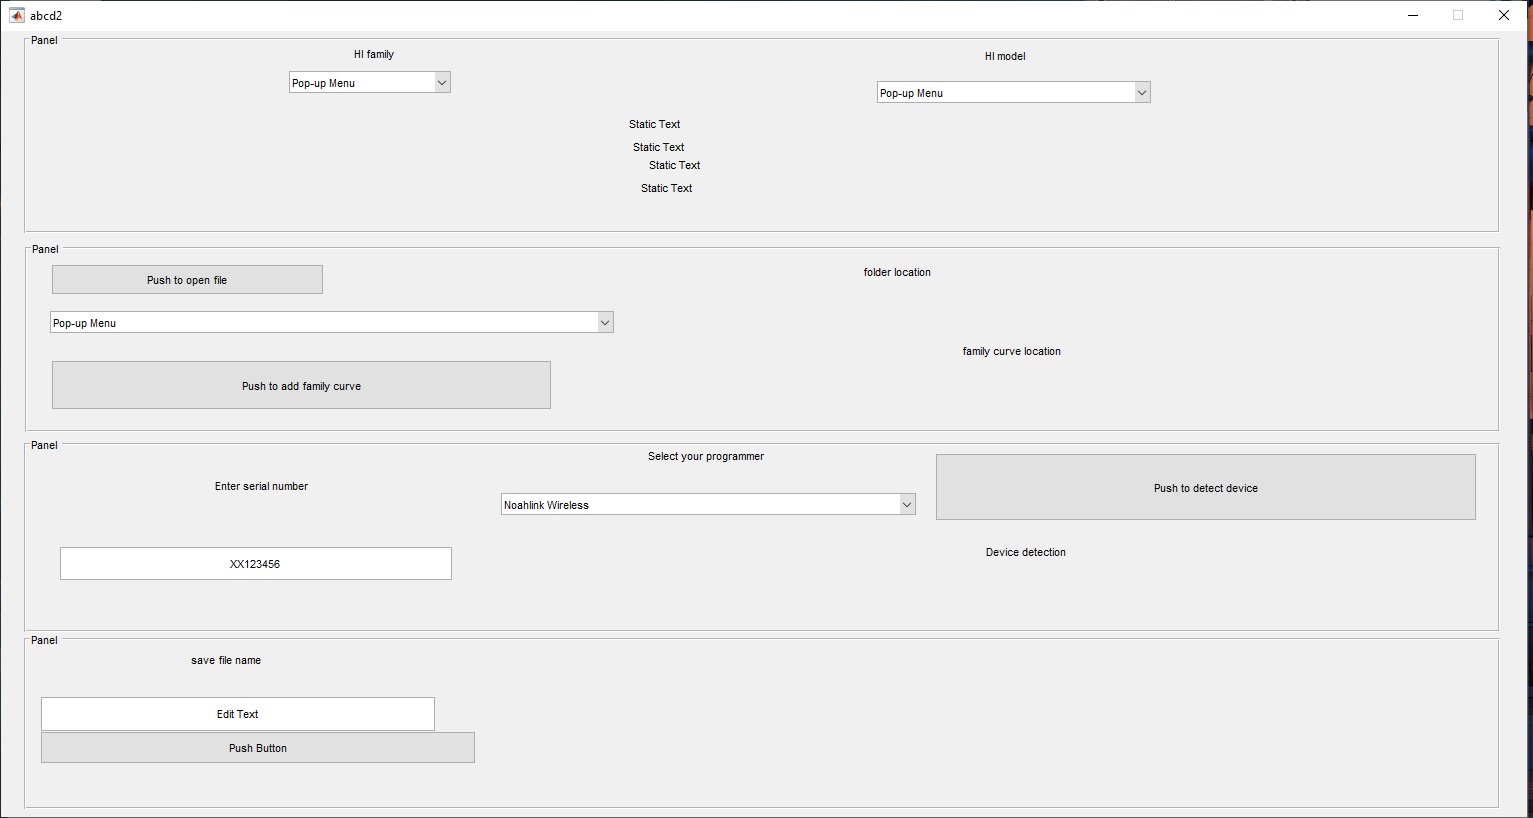 abcd2
Panel
HI family
HI model
Pop-up Menu
Pop-up Menu
Static Text
Static Text
Static Text
Static Text
Panel
Push to open file
folder location
Pop-up Menu
family curve location
Push to add family curve
Panel
Select your programmer
Enter serial number
Push to detect device
Noahlink Wireless
Device detection
XX123456
Panel
save file name
Edit Text
Push Button